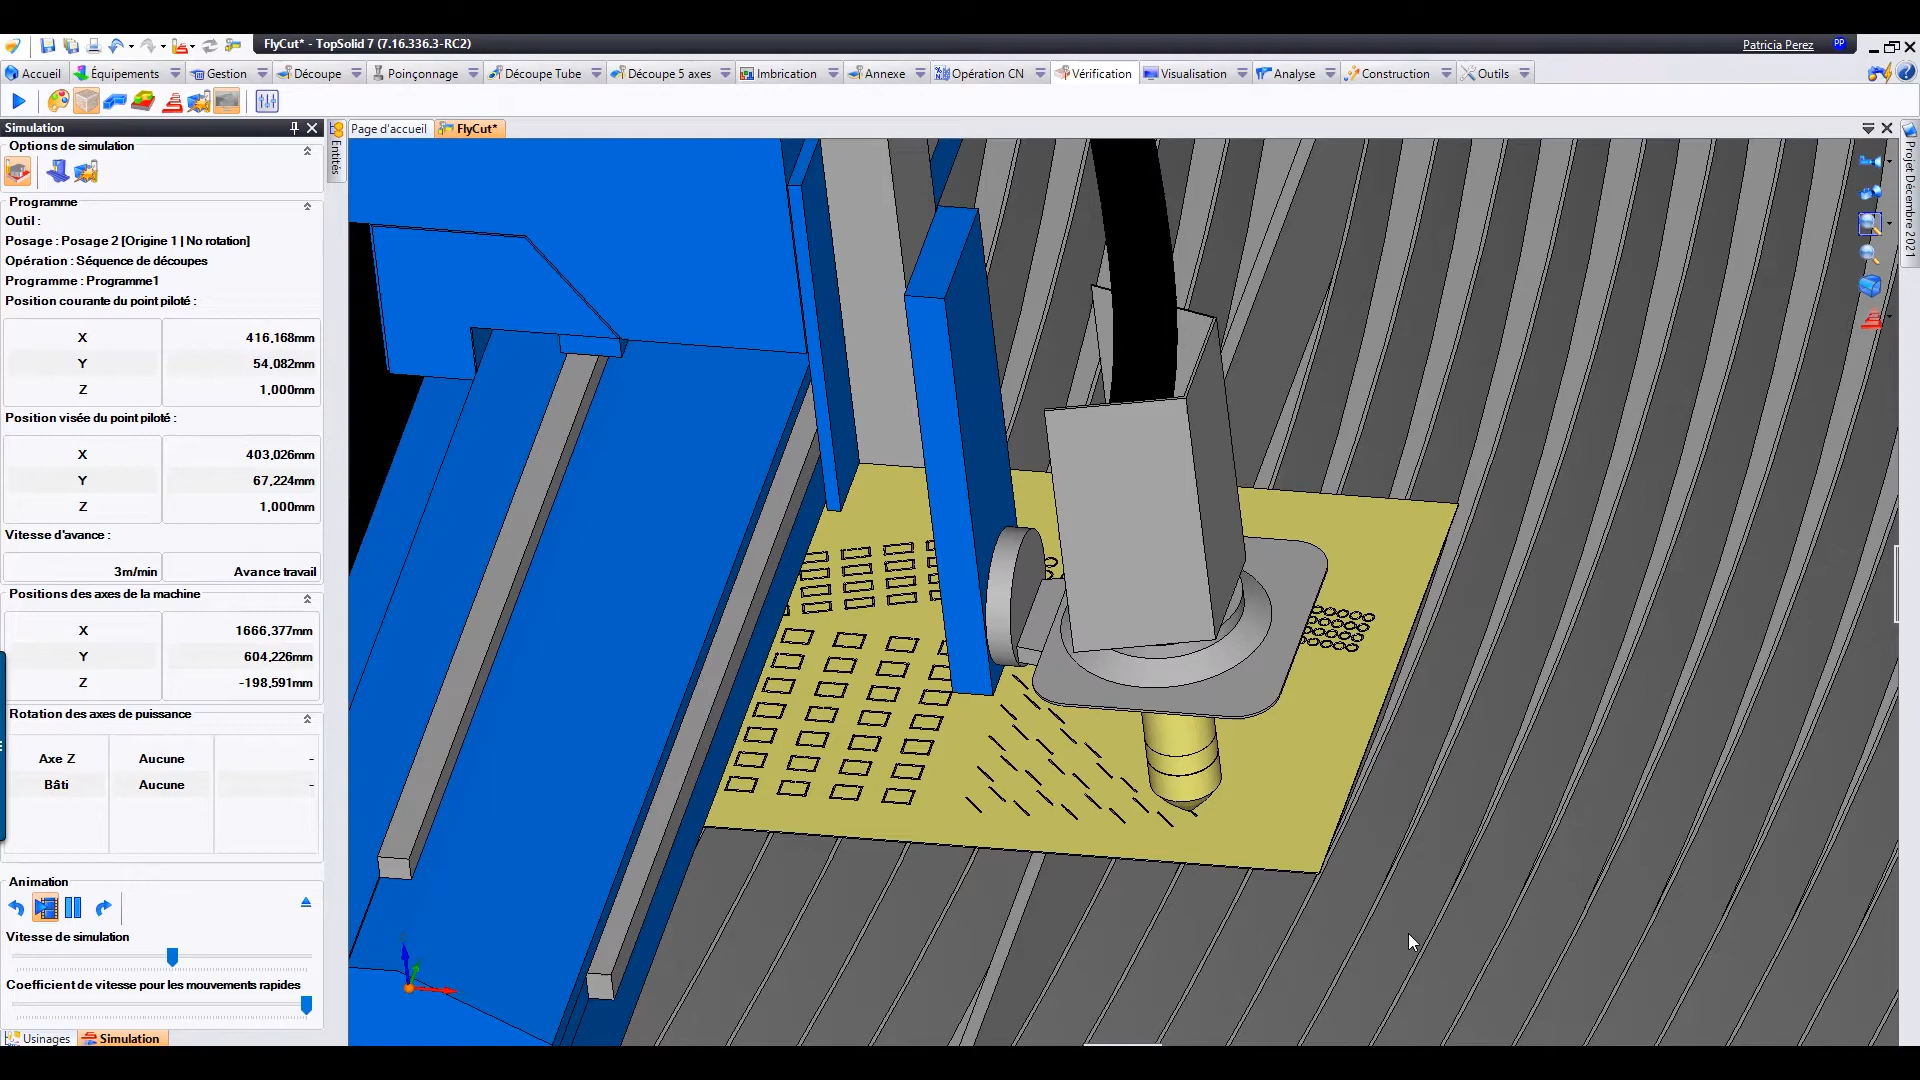 FlyCut* - TopSolid 7 (7.16.336.3-RC2)
Patricia Perez
PP
Accueil
Équipements
Gestion
Découpe
Poinçonnage
Découpe Tube
Découpe 5 axes
Imbrication
Annexe
Opération CN
Vérification
Visualisation
Analyse
Construction
Outils
Simulation
Entités
Page d'accueil
FlyCut*
Projet Décembre 2021
Options de simulation
Programme
Outil :
Posage : Posage 2 [Origine 1 | No rotation]
Opération : Séquence de découpes
Programme : Programme1
Position courante du point piloté :
X 416,168mm
Y 54,082mm
Z 1,000mm
Position visée du point piloté :
X 403,026mm
Y 67,224mm
Z 1,000mm
Vitesse d'avance :
3m/min Avance travail
Positions des axes de la machine
X 1666,377mm
Y 604,226mm
Z -198,591mm
Rotation des axes de puissance
Axe Z Aucune -
Bâti Aucune -
Animation
Vitesse de simulation
Coefficient de vitesse pour les mouvements rapides
Usinages
Simulation